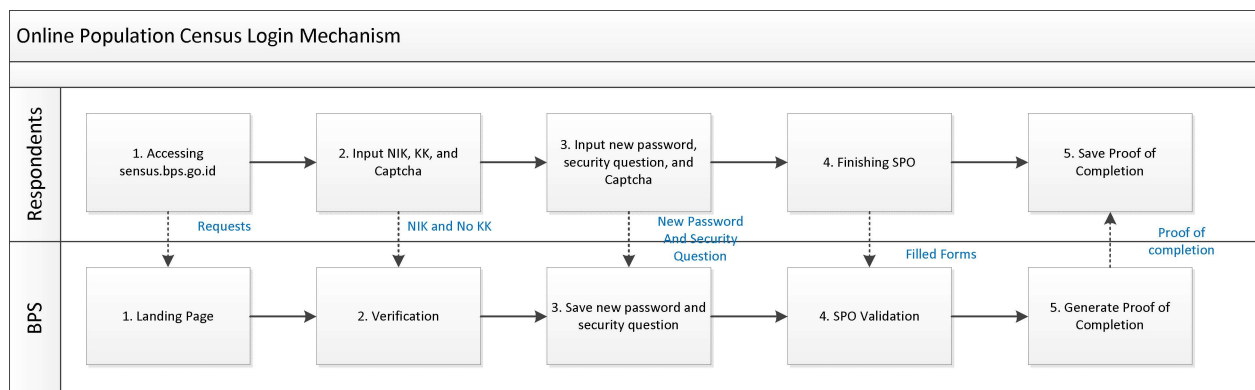 Online Population Census Login Mechanism
Respondents
1. Accessing
sensus.bps.go.id
2. Input NIK, KK, and
Captcha
3. Input new password,
security question, and
Captcha
4. Finishing SPO
5. Save Proof of
Completion
Requests
NIK and No KK
New Password
And Security
Question
Filled Forms
Proof of
completion
BPS
1. Landing Page
2. Verification
3. Save new password and
security question
4. SPO Validation
5. Generate Proof of
Completion